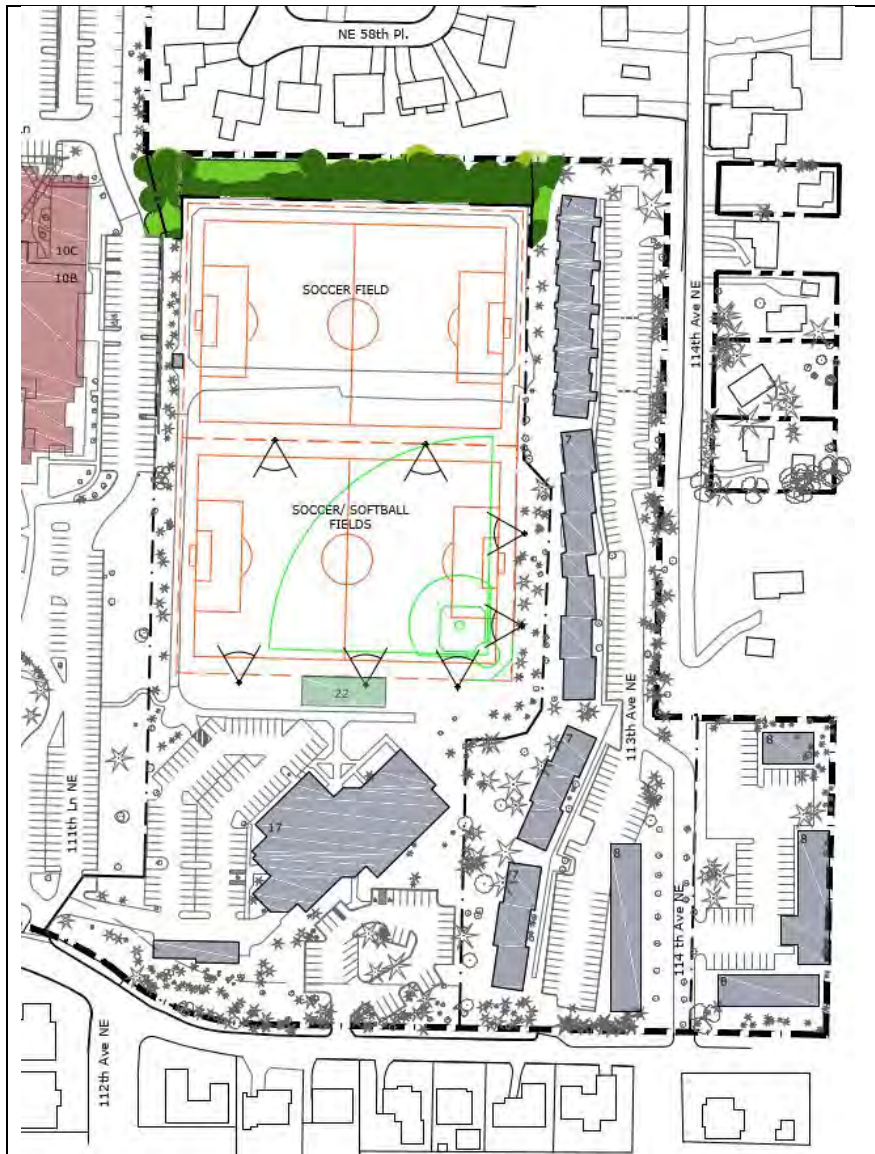 NE 58th Pl.
10C
10B
7
SOCCER FIELD
114th Ave NE
7
SOCCER/ SOFTBALL
FIELDS
22
113th Ave NE
7
8
17
111th Ln NE
8
8
7
114 th Ave NE
112th Ave NE